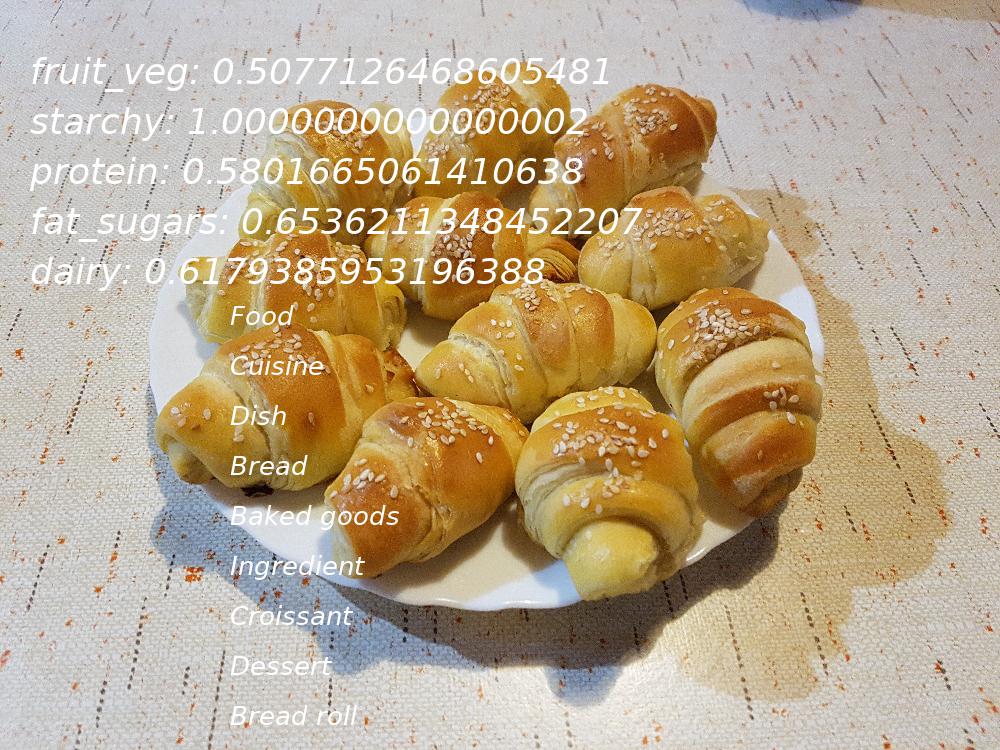 fruit_veg: 0.5077126468605481
starchy: 1.0000000000000002
protein: 0.5801665061410638
fat_sugars: 0.6536211348452207
dairy: 0.6179385953196388
Food
Cuisine
Dish
Bread
Baked goods
Ingredient
Croissant
Dessert
Bread roll